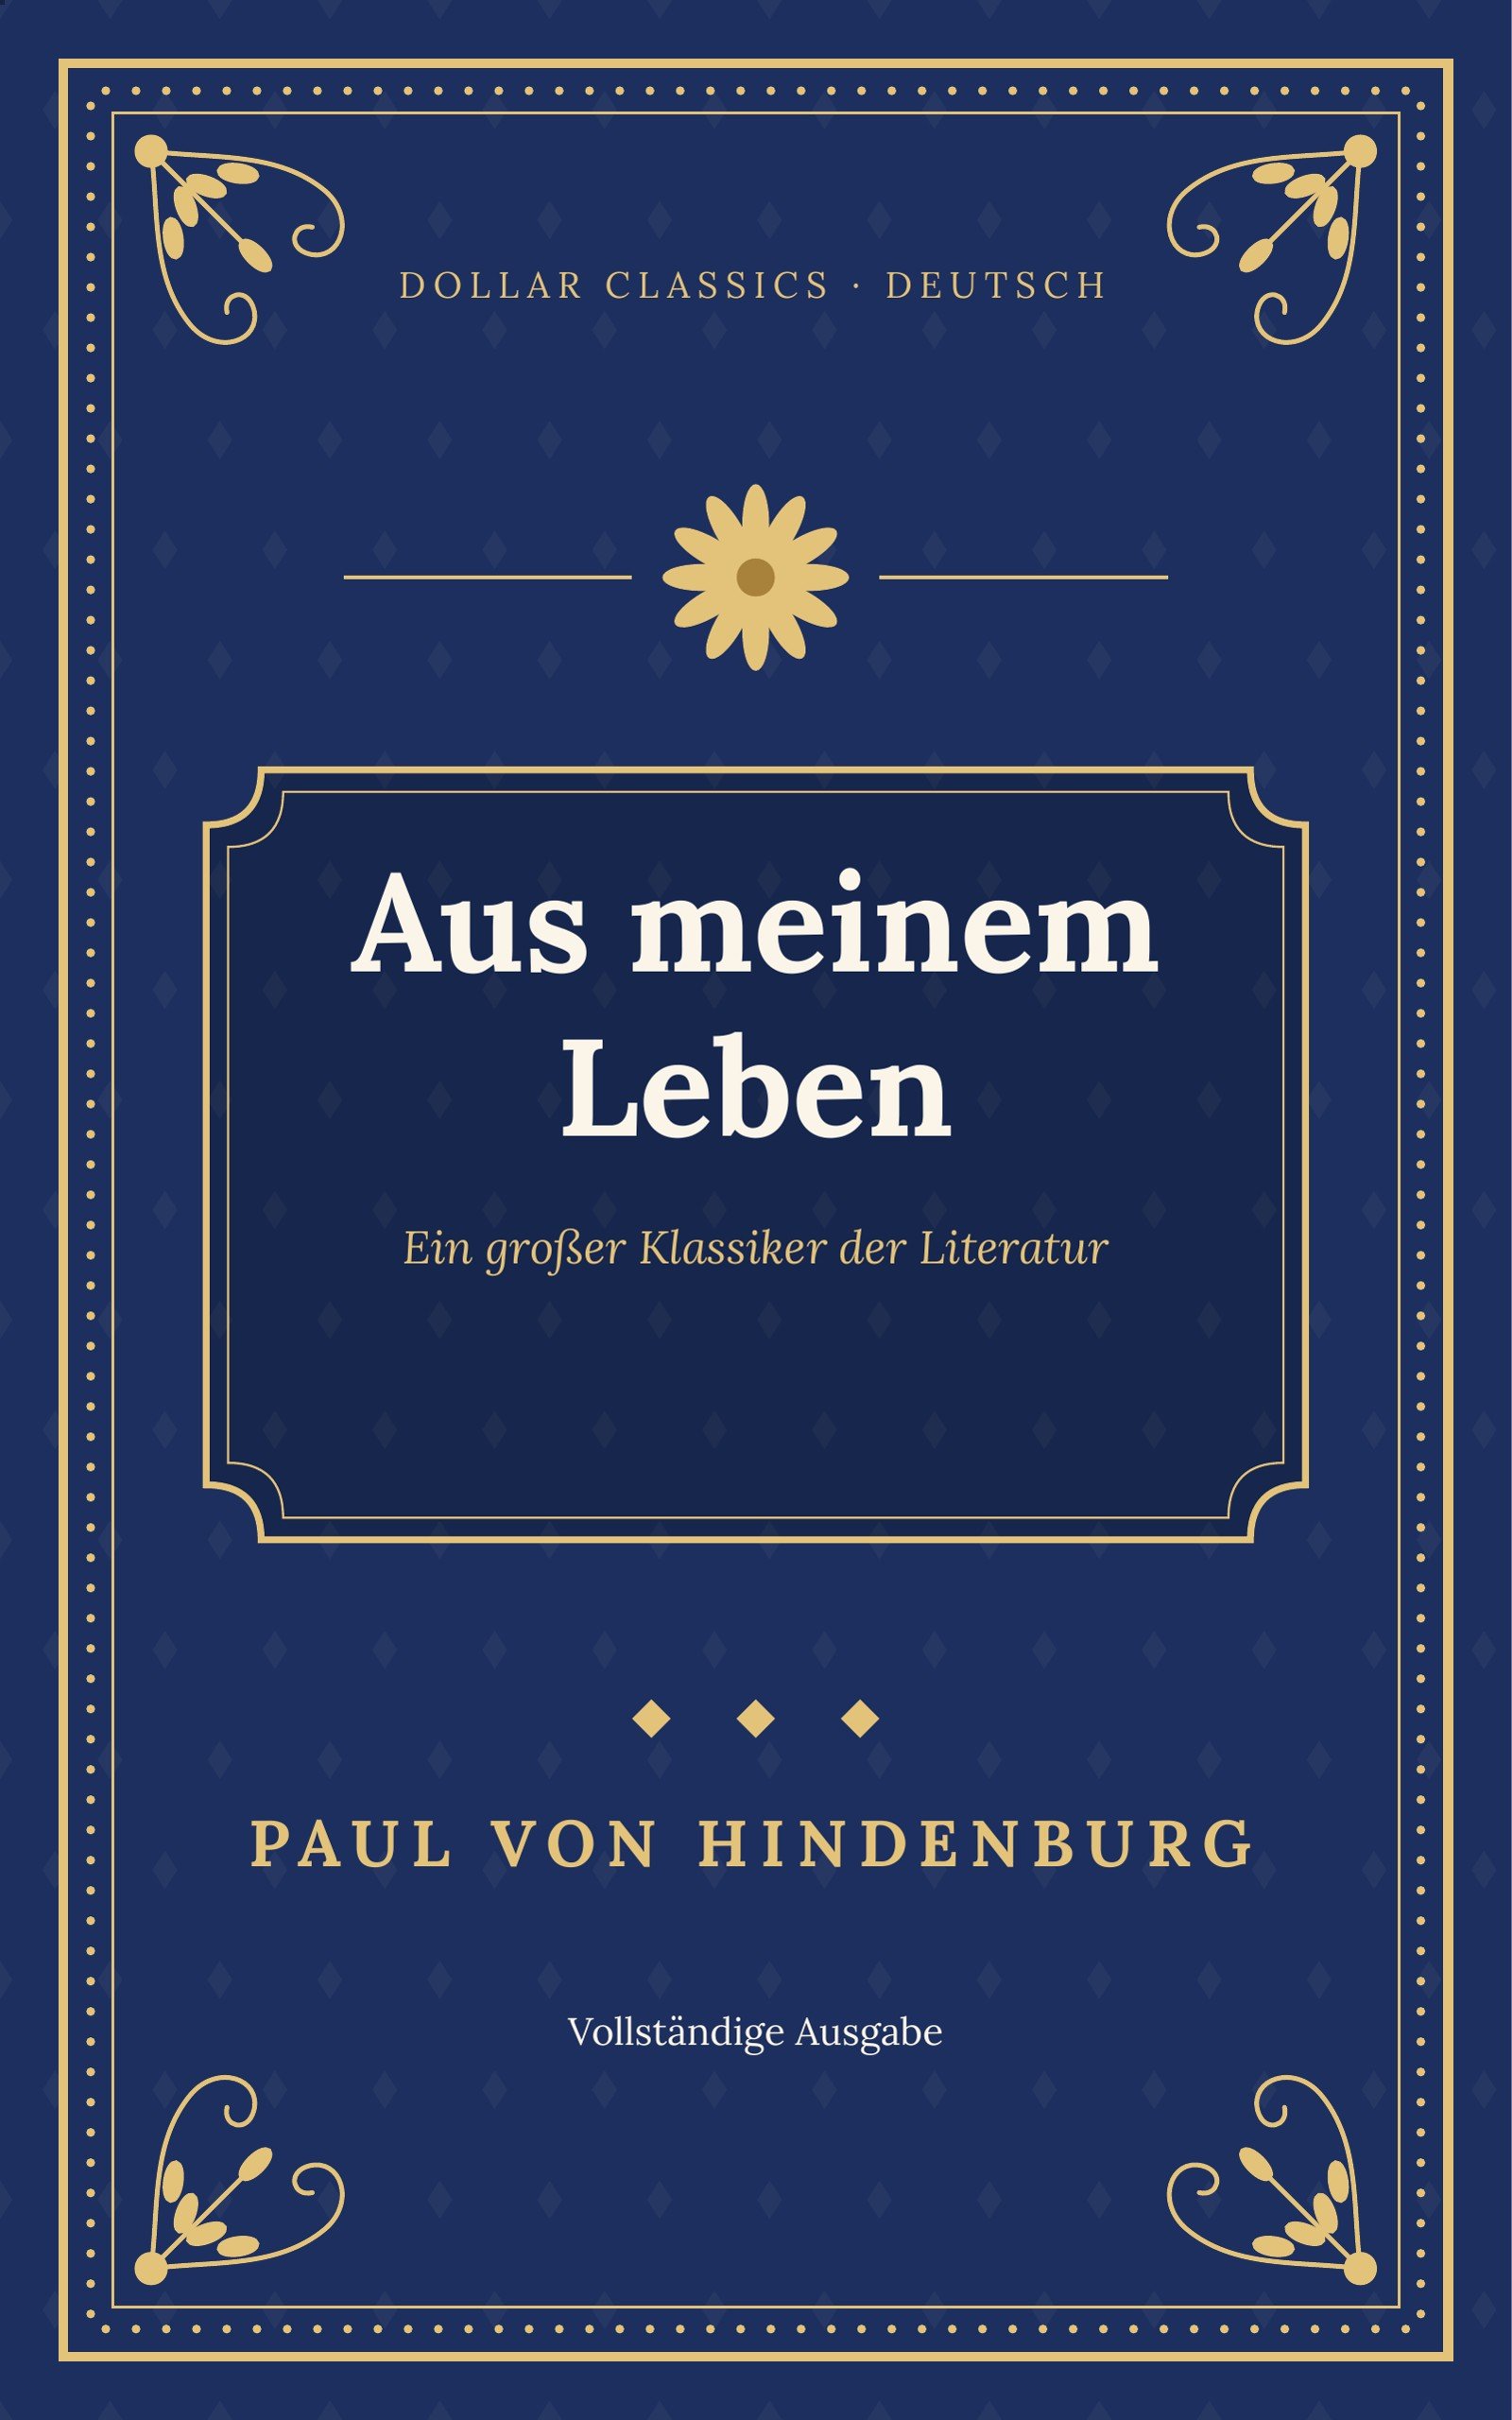 DOLLAR CLASSICS · DEUTSCH
Aus meinem
Leben
Ein großer Klassiker der Literatur
PAUL VON HINDENBURG
Vollständige Ausgabe